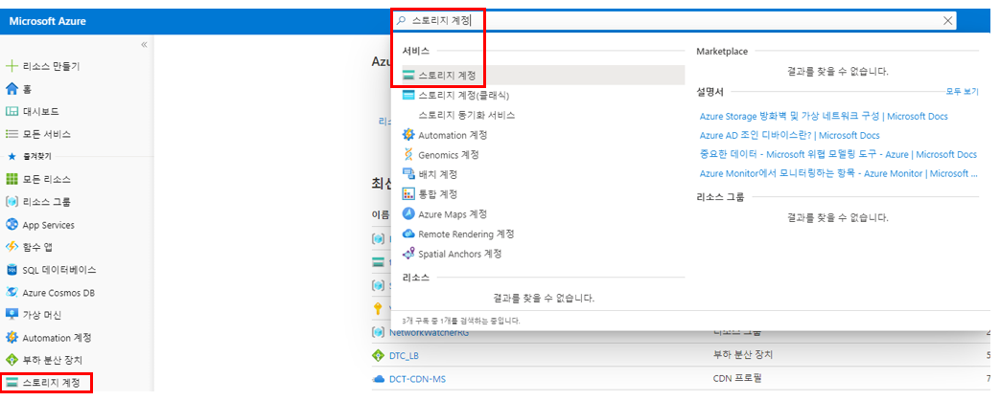 Microsoft Azure
스토리지 계정
«
리소스 만들기
홈
대시보드
모든 서비스
즐겨찾기
모든 리소스
리소스 그룹
App Services
함수 앱
SQL 데이터베이스
Azure Cosmos DB
가상 머신
Automation 계정
부하 분산 장치
스토리지 계정
Azu
리소
최신
이름
서비스
스토리지 계정
스토리지 계정(클래식)
스토리지 동기화 서비스
Automation 계정
Genomics 계정
배치 계정
통합 계정
Azure Maps 계정
Remote Rendering 계정
Spatial Anchors 계정
리소스
결과를 찾을 수 없습니다.
3개 구독 중 1개를 검색하는 중입니다.
Marketplace
결과를 찾을 수 없습니다.
설명서 모두 보기
Azure Storage 방화벽 및 가상 네트워크 구성 | Microsoft Docs
Azure AD 조인 디바이스란? | Microsoft Docs
중요한 데이터 - Microsoft 위협 모델링 도구 - Azure | Microsoft Docs
Azure Monitor에서 모니터링하는 항목 - Azure Monitor | Microsoft ...
리소스 그룹
결과를 찾을 수 없습니다.
NetworkWatcherRG 리소스 그룹
DTC_LB 부하 분산 장치 5
DCT-CDN-MS CDN 프로필 7